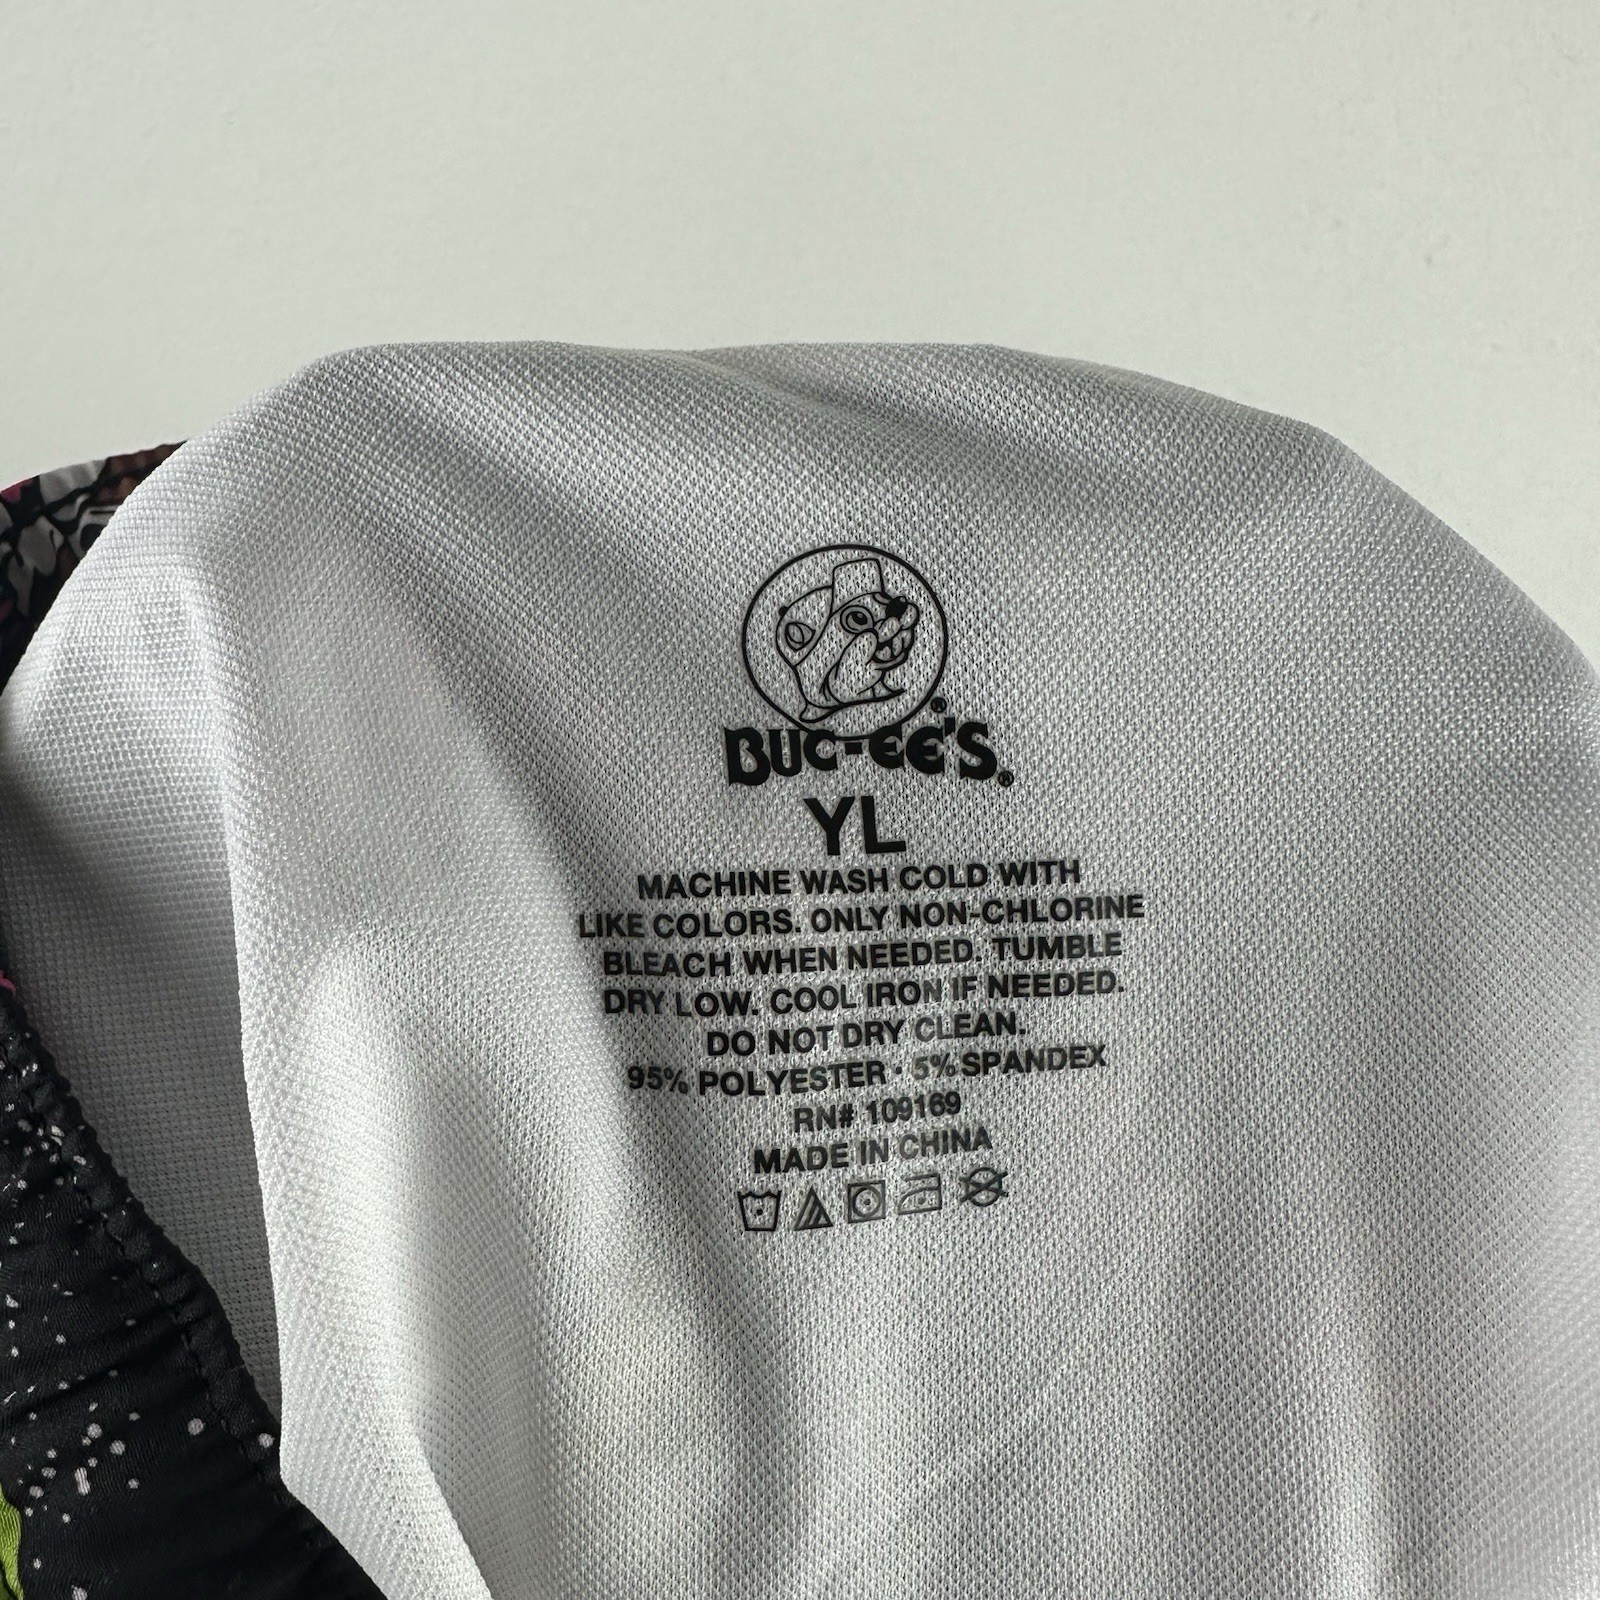 BUC-EE'S®
YL
MACHINE WASH COLD WITH
LIKE COLORS. ONLY NON-CHLORINE
BLEACH WHEN NEEDED. TUMBLE
DRY LOW. COOL IRON IF NEEDED.
DO NOT DRY CLEAN.
95% POLYESTER • 5% SPANDEX
RN# 109169
MADE IN CHINA